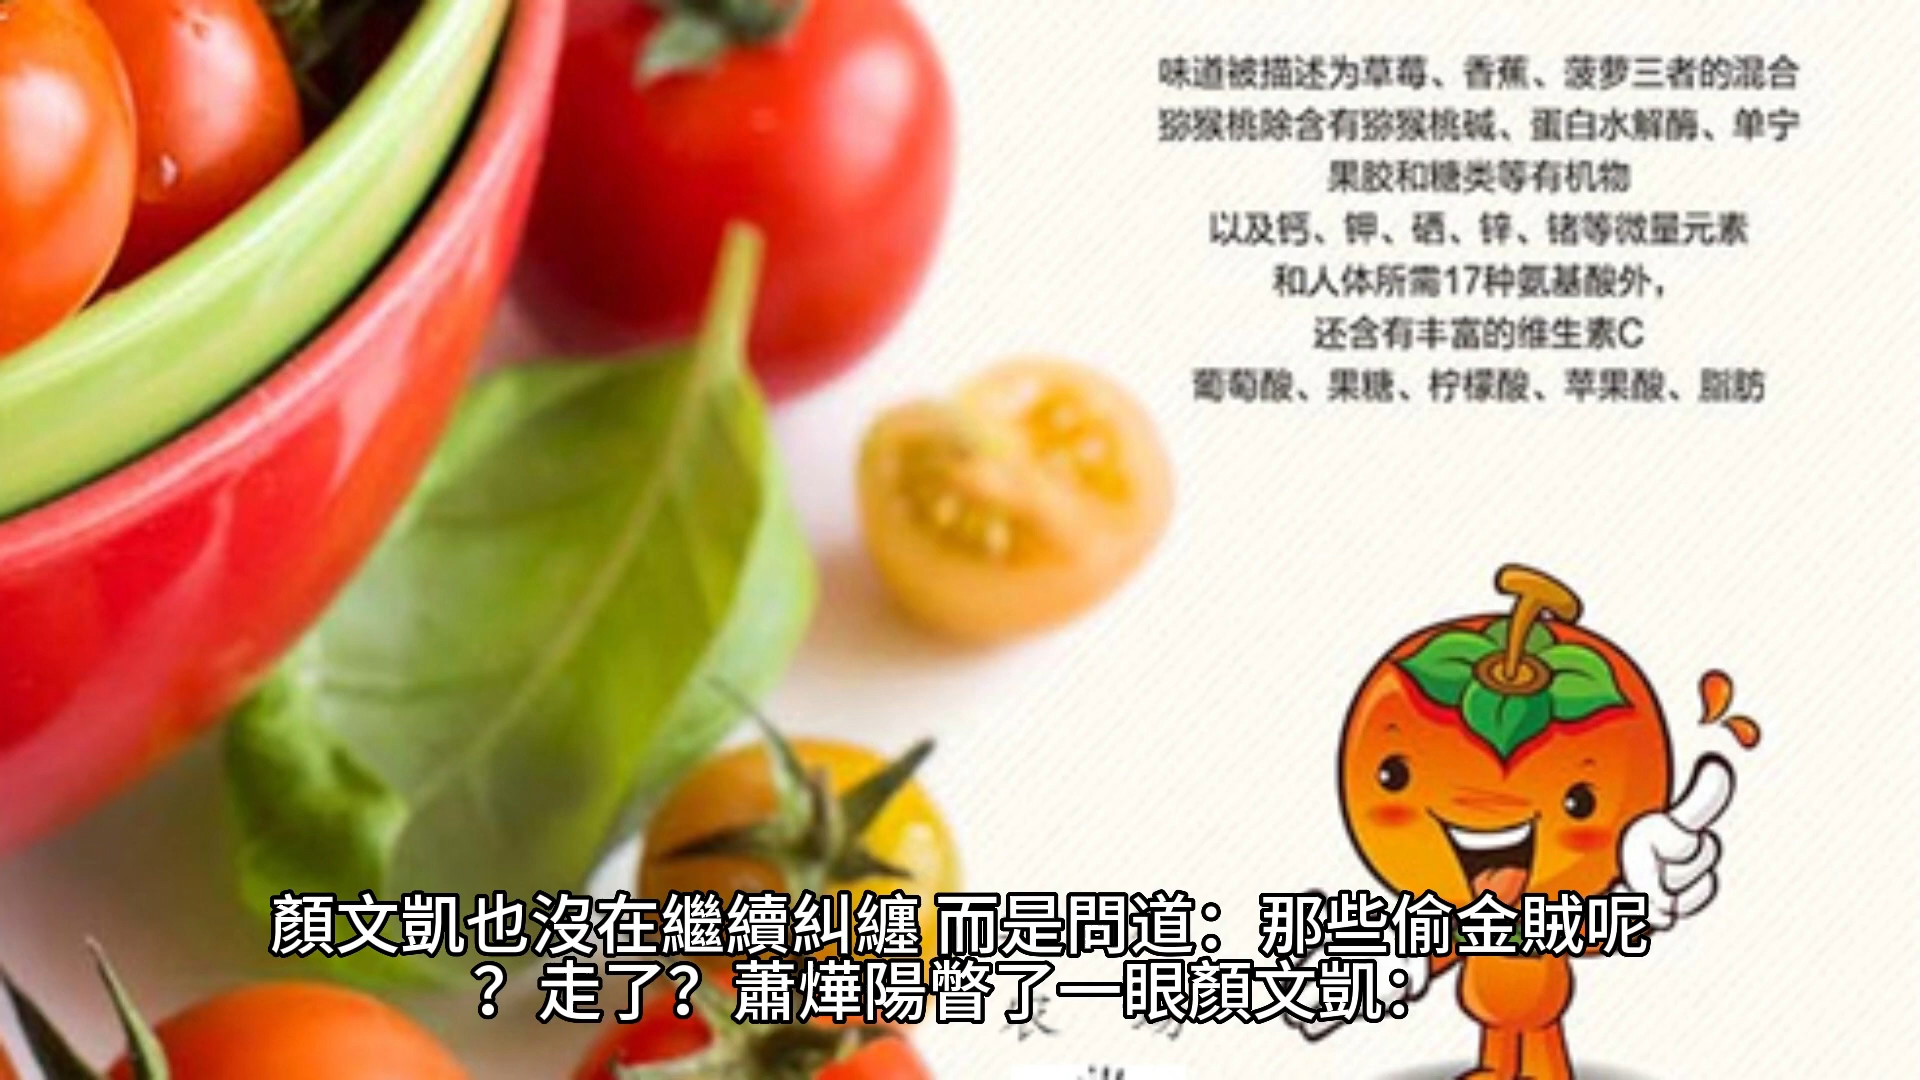 味道被描述为草莓、香蕉、菠萝三者的混合
猕猴桃除含有猕猴桃碱、蛋白水解酶、单宁
果胶和糖类等有机物
以及钙、钾、硒、锌、锗等微量元素
和人体所需17种氨基酸外，
还含有丰富的维生素C
葡萄酸、果糖、柠檬酸、苹果酸、脂肪
顏文凱也沒在繼續糾纏 而是問道：那些偷金賊呢
？走了？蕭燁陽瞥了一眼顏文凱：